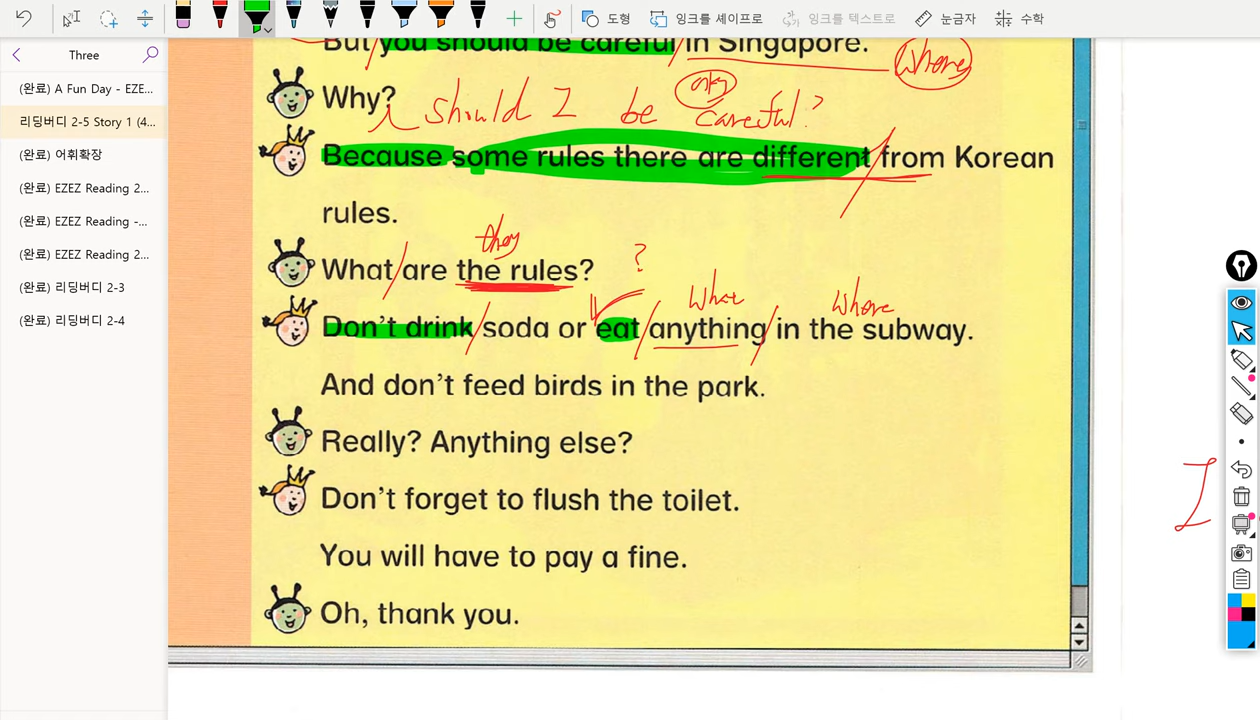 도형
잉크를 셰이프로
잉크를 텍스트로
눈금자
수학
Three
(완료) A Fun Day - EZE...
리딩버디 2-5 Story 1 (4...
(완료) 어휘확장
(완료) EZEZ Reading 2...
(완료) EZEZ Reading -...
(완료) EZEZ Reading 2...
(완료) 리딩버디 2-3
(완료) 리딩버디 2-4
But you should be careful in Singapore.
where
Why?
should I be careful?
Because some rules there are different from Korean
rules.
they
What are the rules?
?
what
where
Don't drink soda or eat anything in the subway.
And don't feed birds in the park.
Really? Anything else?
Don't forget to flush the toilet.
You will have to pay a fine.
Oh, thank you.
I